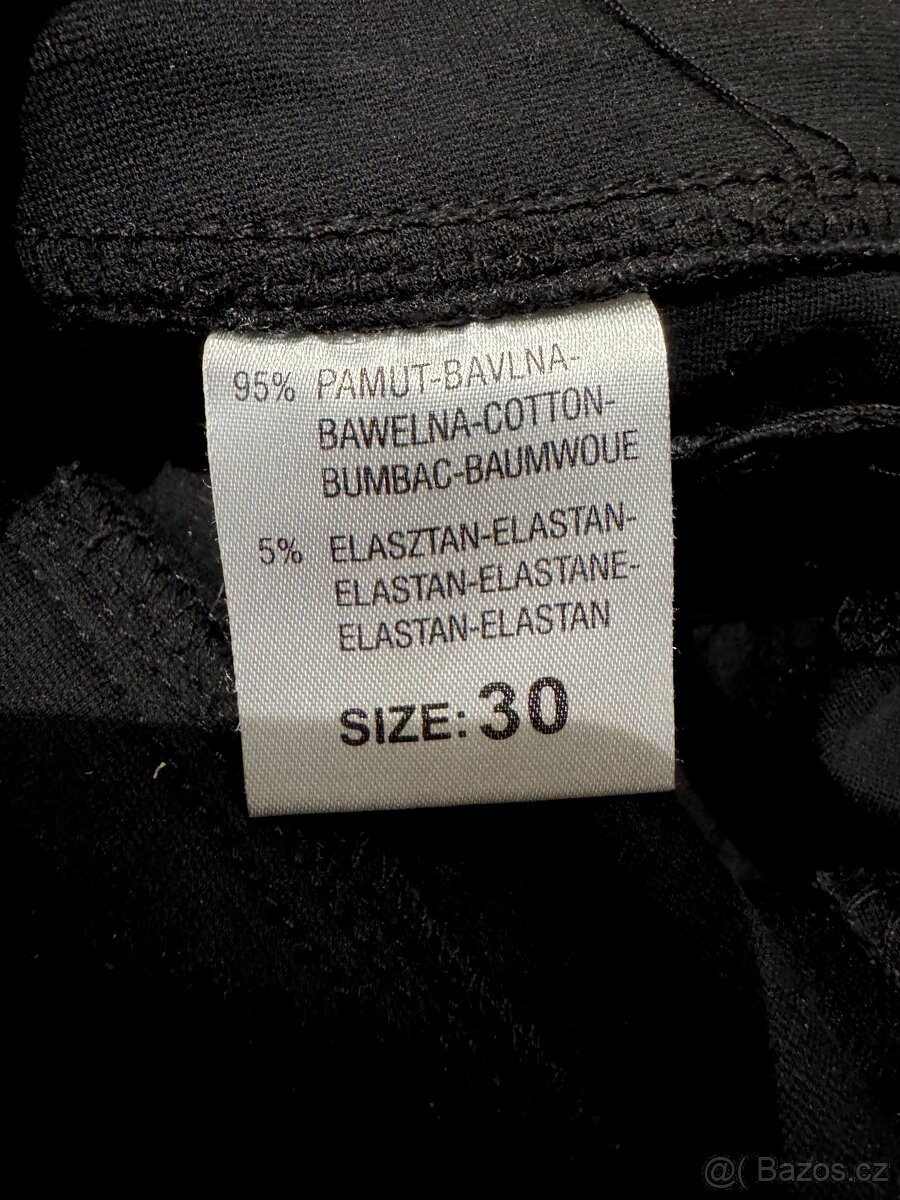 95% PAMUT-BAVLNA-
BAWELNA-COTTON-
BUMBAC-BAUMWOUE
5% ELASZTAN-ELASTAN-
ELASTAN-ELASTANE-
ELASTAN-ELASTAN
SIZE: 30
@( Bazos.cz